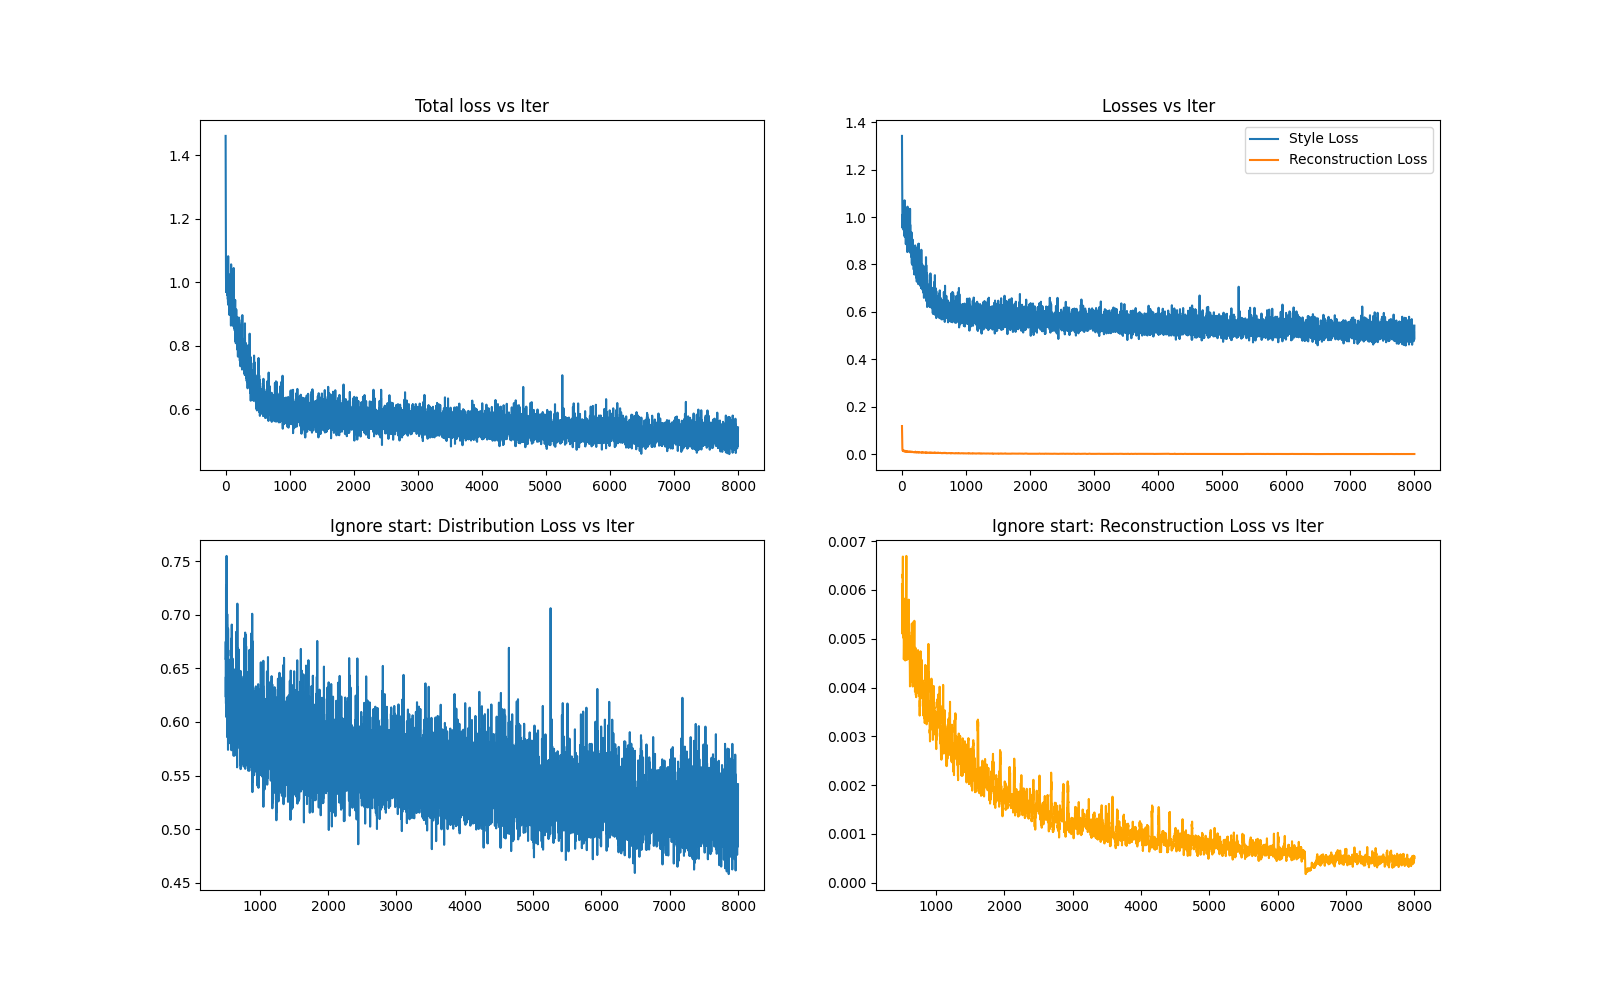 Total loss vs Iter
1.4
1.2
1.0
0.8
0.6
0 1000 2000 3000 4000 5000 6000 7000 8000
Losses vs Iter
Style Loss
Reconstruction Loss
1.4
1.2
1.0
0.8
0.6
0.4
0.2
0.0
0 1000 2000 3000 4000 5000 6000 7000 8000
Ignore start: Distribution Loss vs Iter
0.75
0.70
0.65
0.60
0.55
0.50
0.45
1000 2000 3000 4000 5000 6000 7000 8000
Ignore start: Reconstruction Loss vs Iter
0.007
0.006
0.005
0.004
0.003
0.002
0.001
0.000
1000 2000 3000 4000 5000 6000 7000 8000